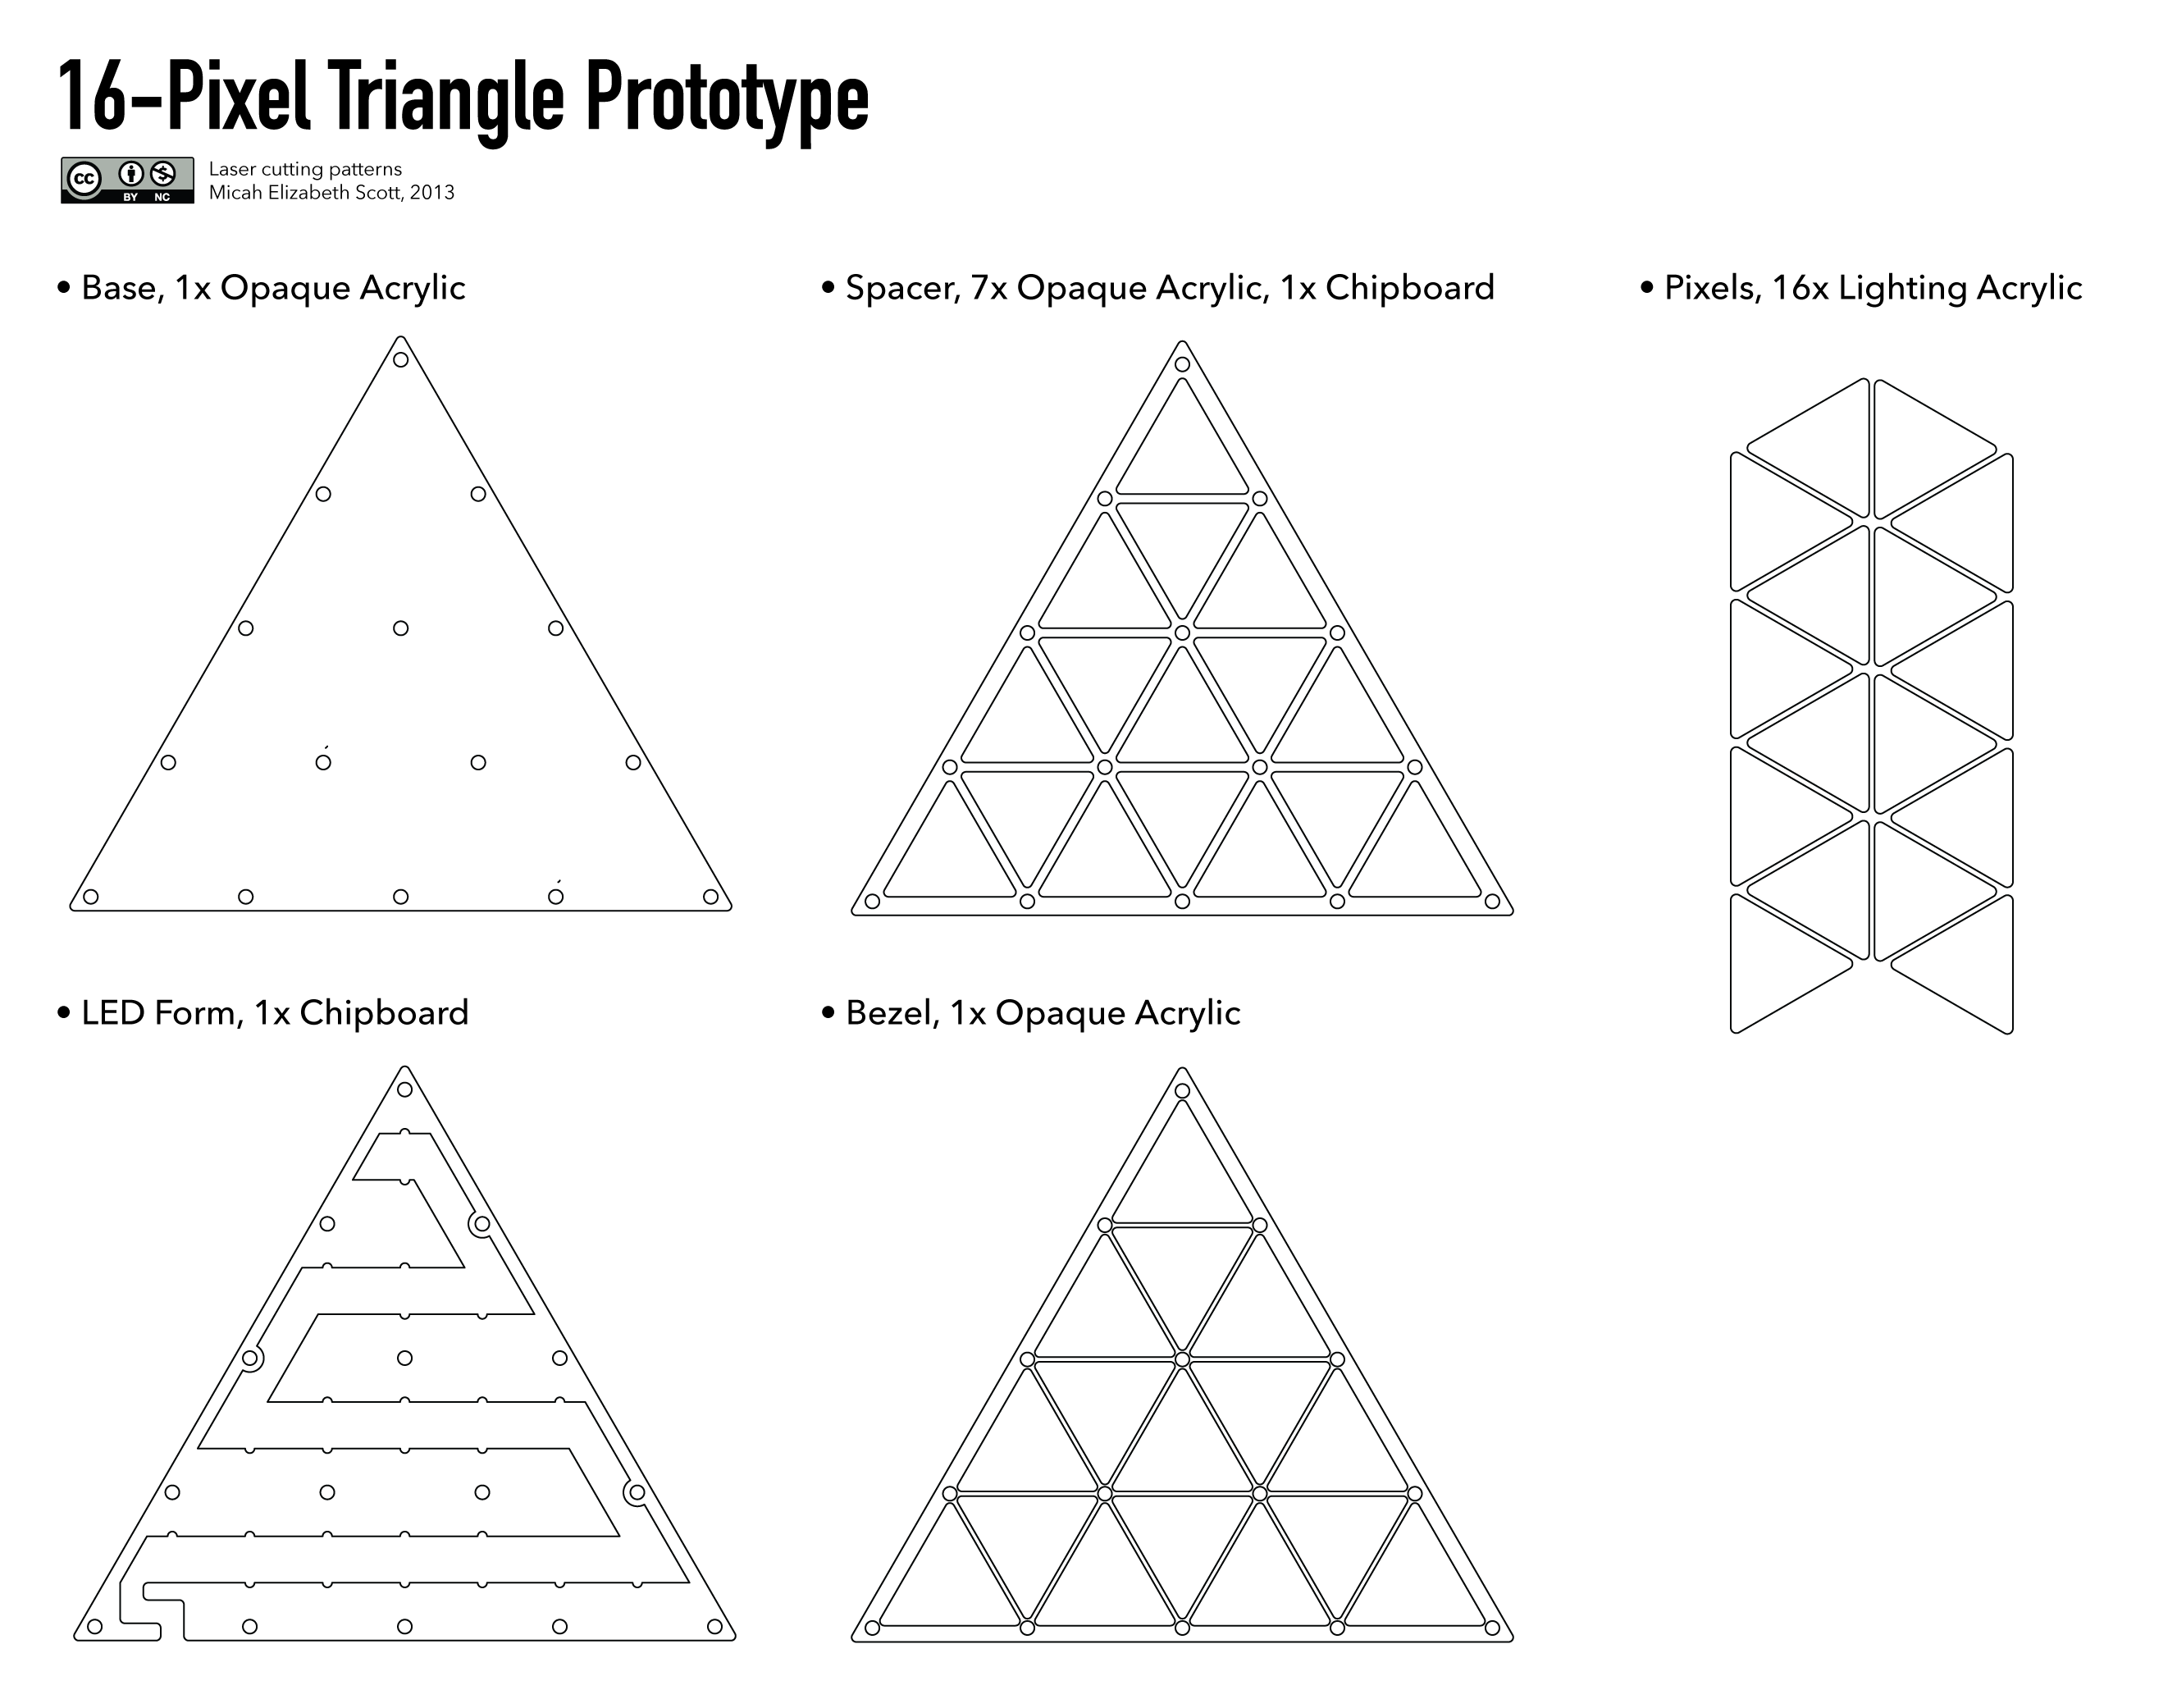 16-Pixel Triangle Prototype
cc BY NC
Laser cutting patterns
Micah Elizabeth Scott, 2013
• Base, 1x Opaque Acrylic
• Spacer, 7x Opaque Acrylic, 1x Chipboard
• Pixels, 16x Lighting Acrylic
• LED Form, 1x Chipboard
• Bezel, 1x Opaque Acrylic